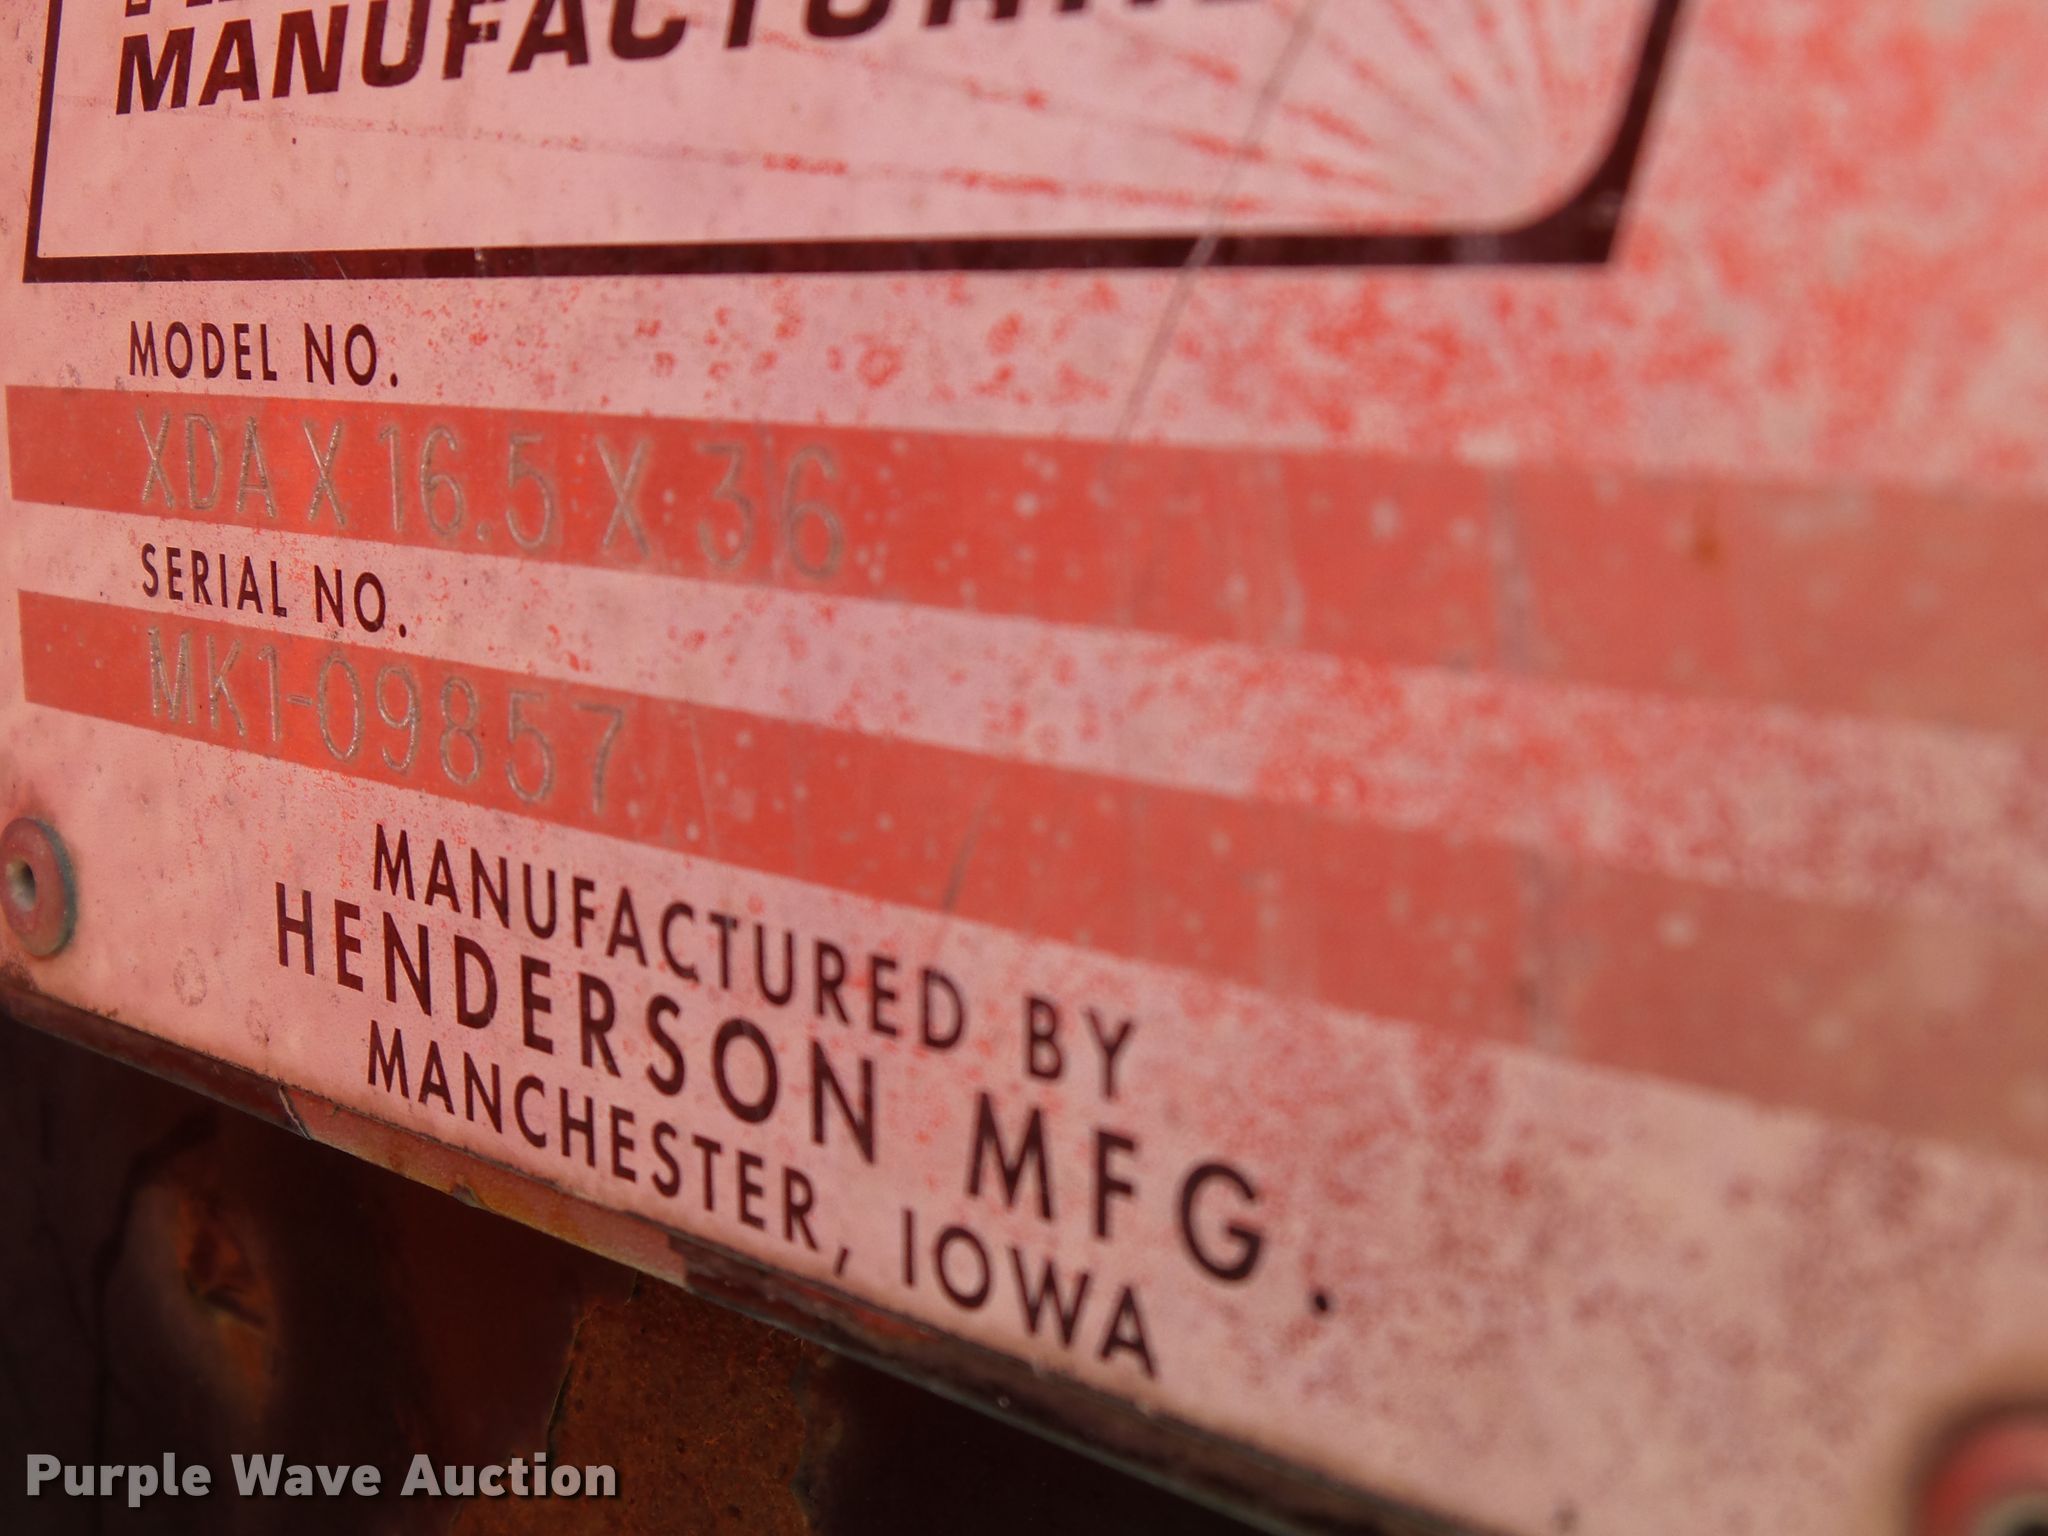 MANUFACTURING
MODEL NO.
XDA X 16.5 X 36
SERIAL NO.
MK1-09857
MANUFACTURED BY
HENDERSON MFG.
MANCHESTER, IOWA
Purple Wave Auction